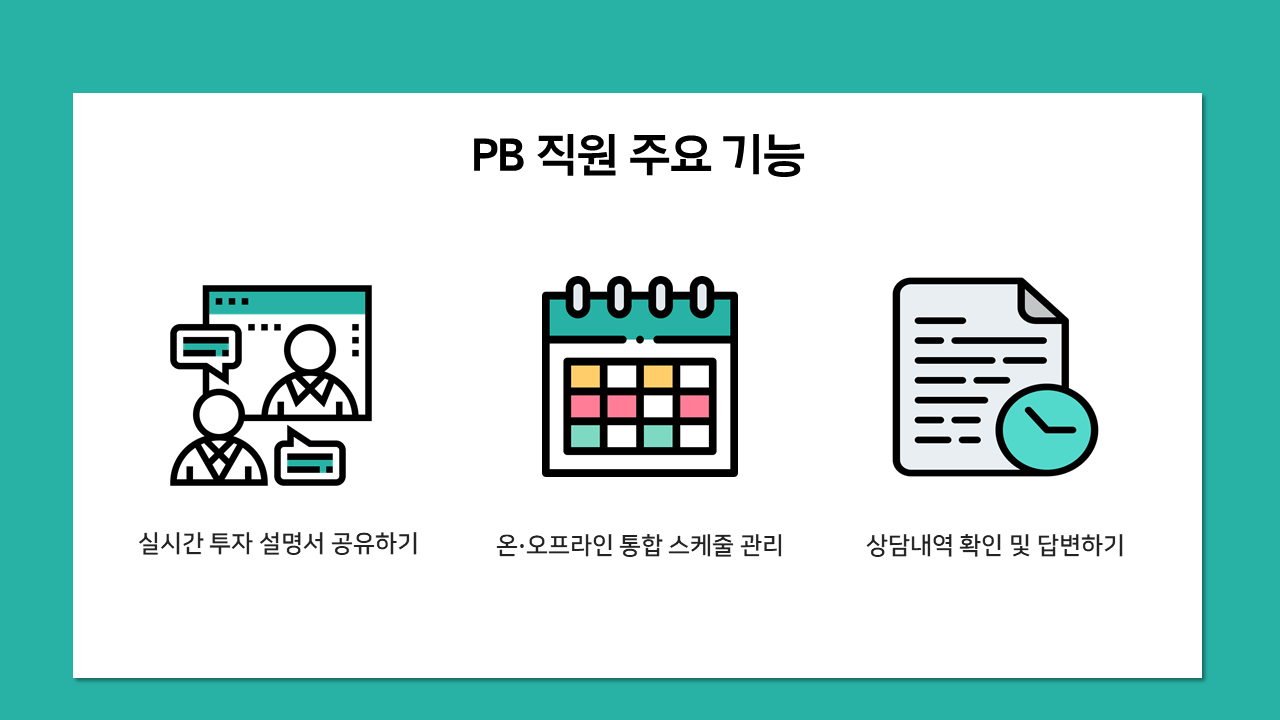 PB 직원 주요 기능
실시간 투자 설명서 공유하기
온·오프라인 통합 스케줄 관리
상담내역 확인 및 답변하기